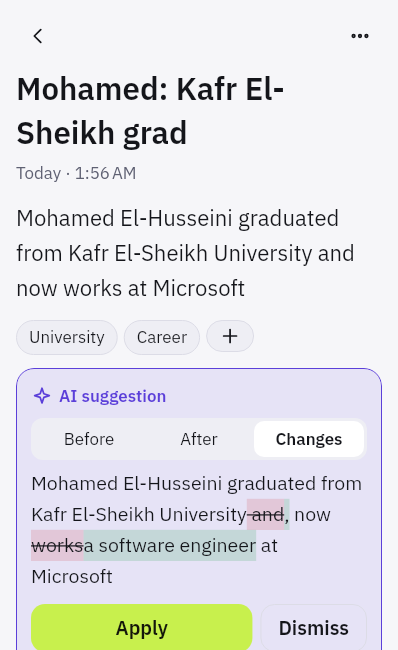 Mohamed: Kafr El-
Sheikh grad
Today · 1:56 AM
Mohamed El-Husseini graduated
from Kafr El-Sheikh University and
now works at Microsoft
University
Career
+
AI suggestion
Before
After
Changes
Mohamed El-Husseini graduated from
Kafr El-Sheikh University and, now
worksa software engineer at
Microsoft
Apply
Dismiss